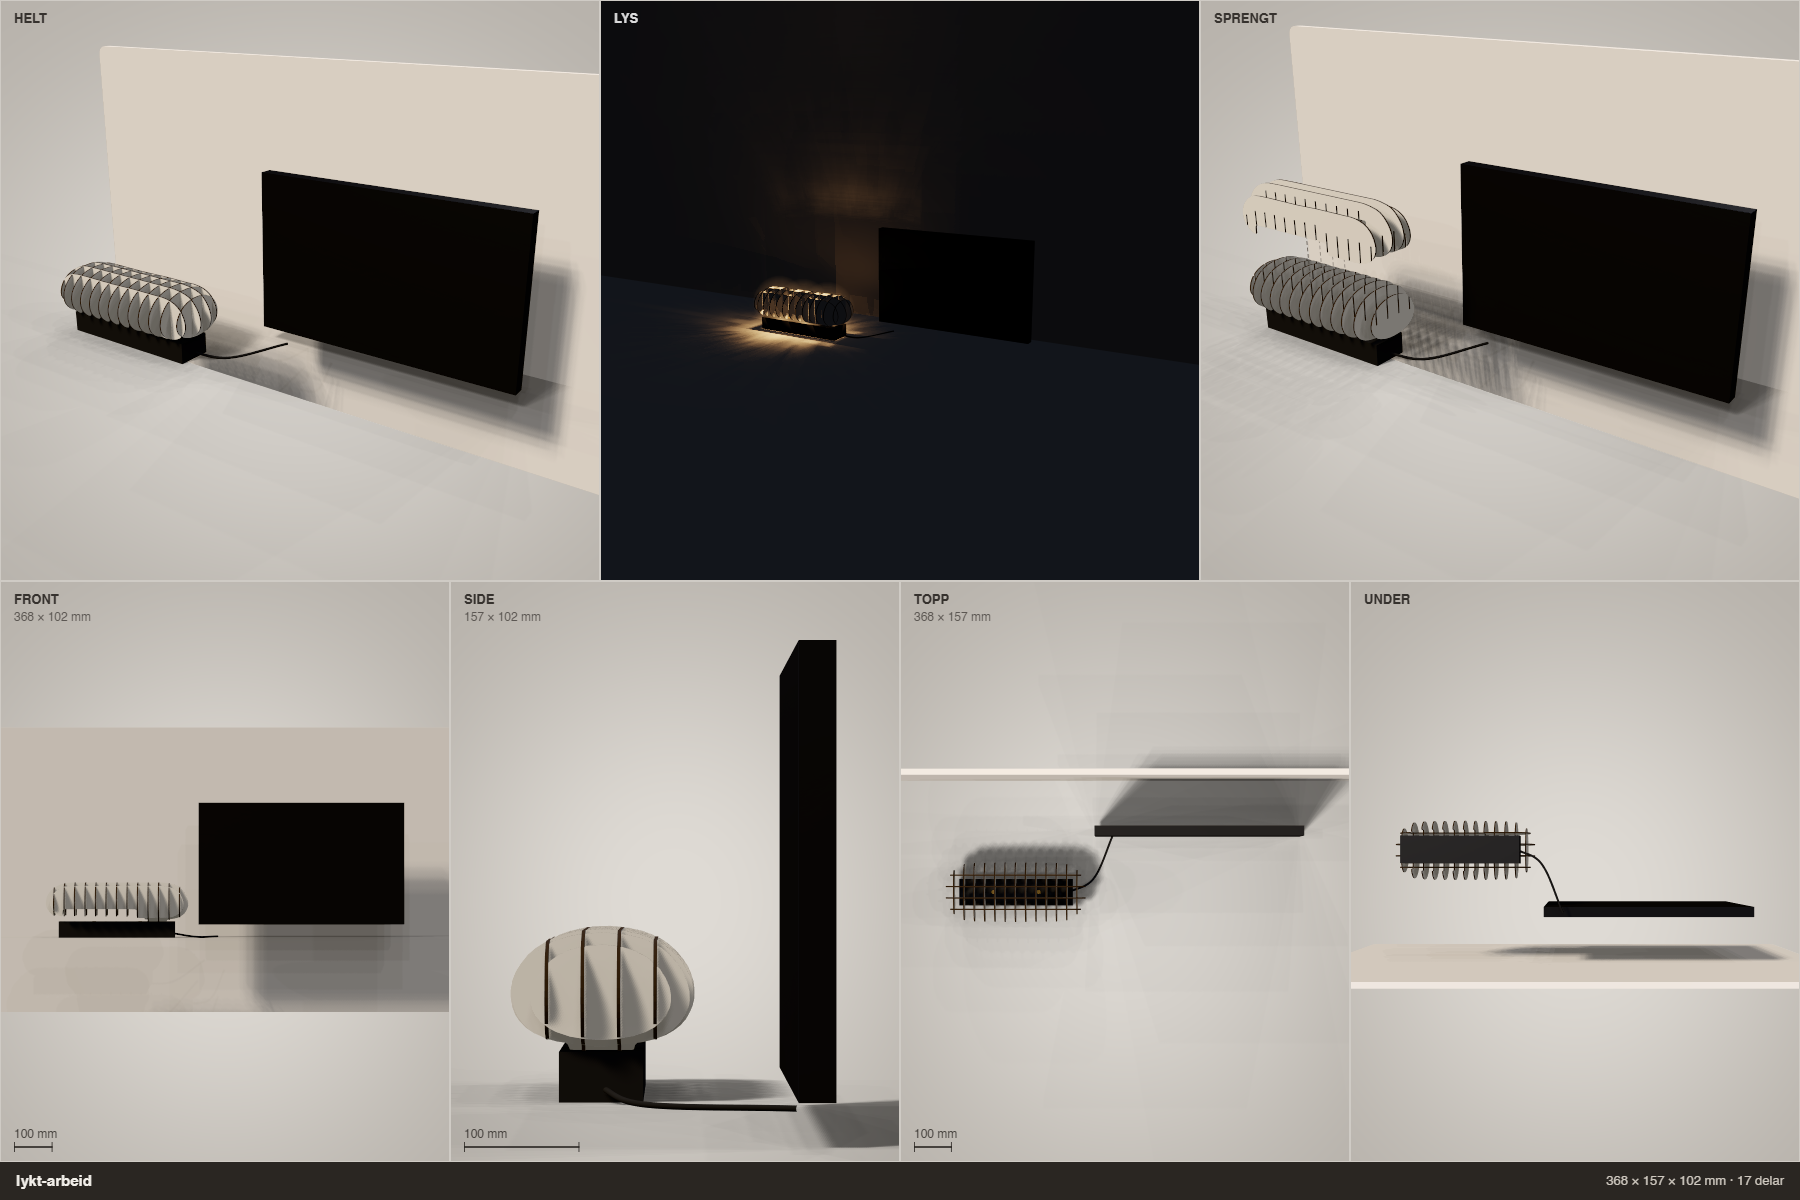 HELT
LYS
SPRENGT
FRONT
368 × 102 mm
SIDE
157 × 102 mm
TOPP
368 × 157 mm
UNDER
100 mm
100 mm
100 mm
lykt-arbeid
368 × 157 × 102 mm · 17 delar